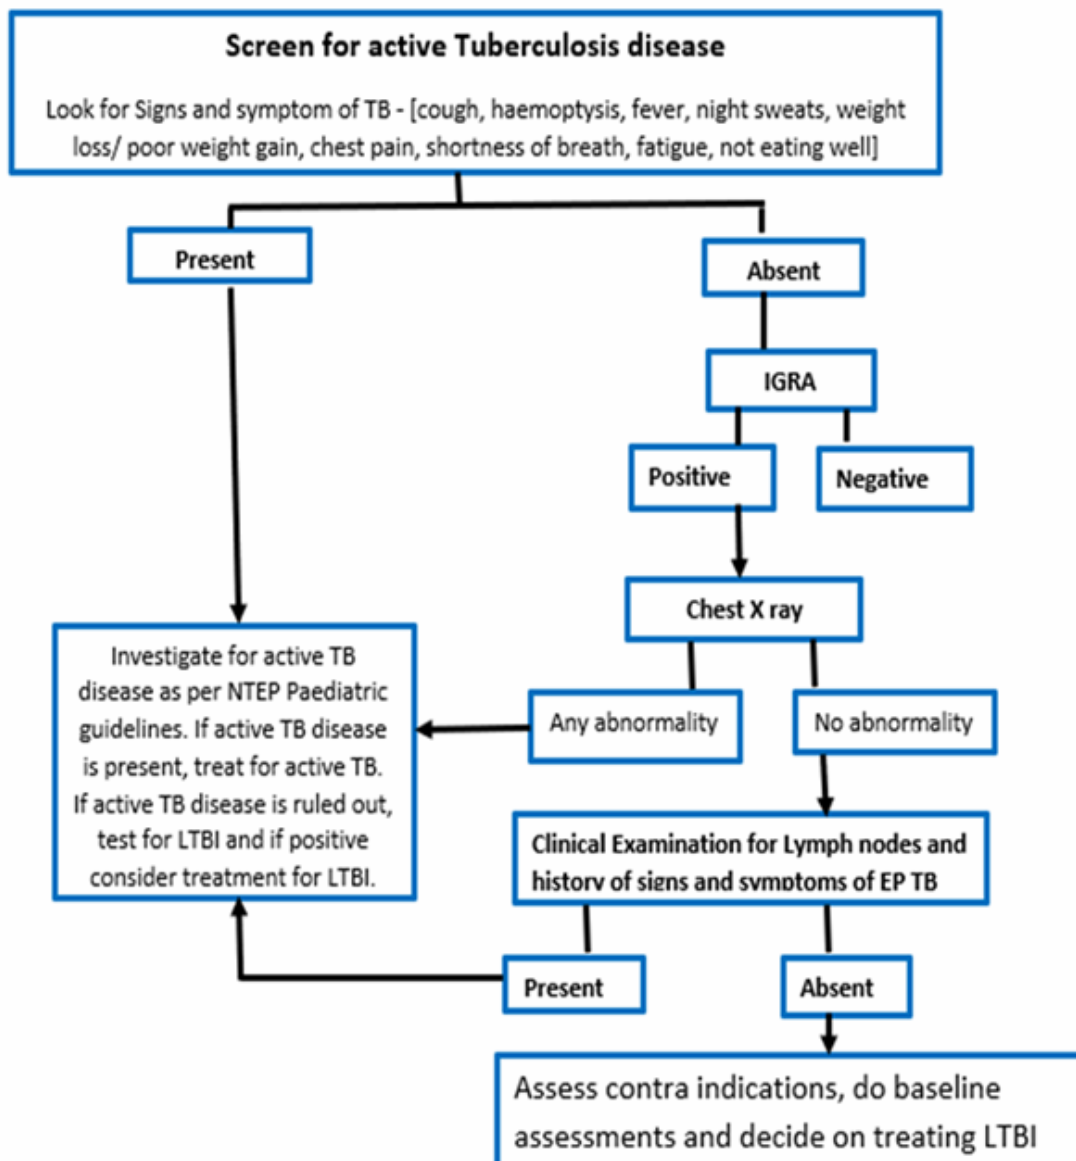 Screen for active Tuberculosis disease
Look for Signs and symptom of TB - [cough, haemoptysis, fever, night sweats, weight
loss/ poor weight gain, chest pain, shortness of breath, fatigue, not eating well]
Present
Absent
IGRA
Positive
Negative
Chest X ray
Any abnormality
No abnormality
Investigate for active TB
disease as per NTEP Paediatric
guidelines. If active TB disease
is present, treat for active TB.
If active TB disease is ruled out,
test for LTBI and if positive
consider treatment for LTBI.
Clinical Examination for Lymph nodes and
history of signs and symptoms of EP TB
Present
Absent
Assess contra indications, do baseline
assessments and decide on treating LTBI